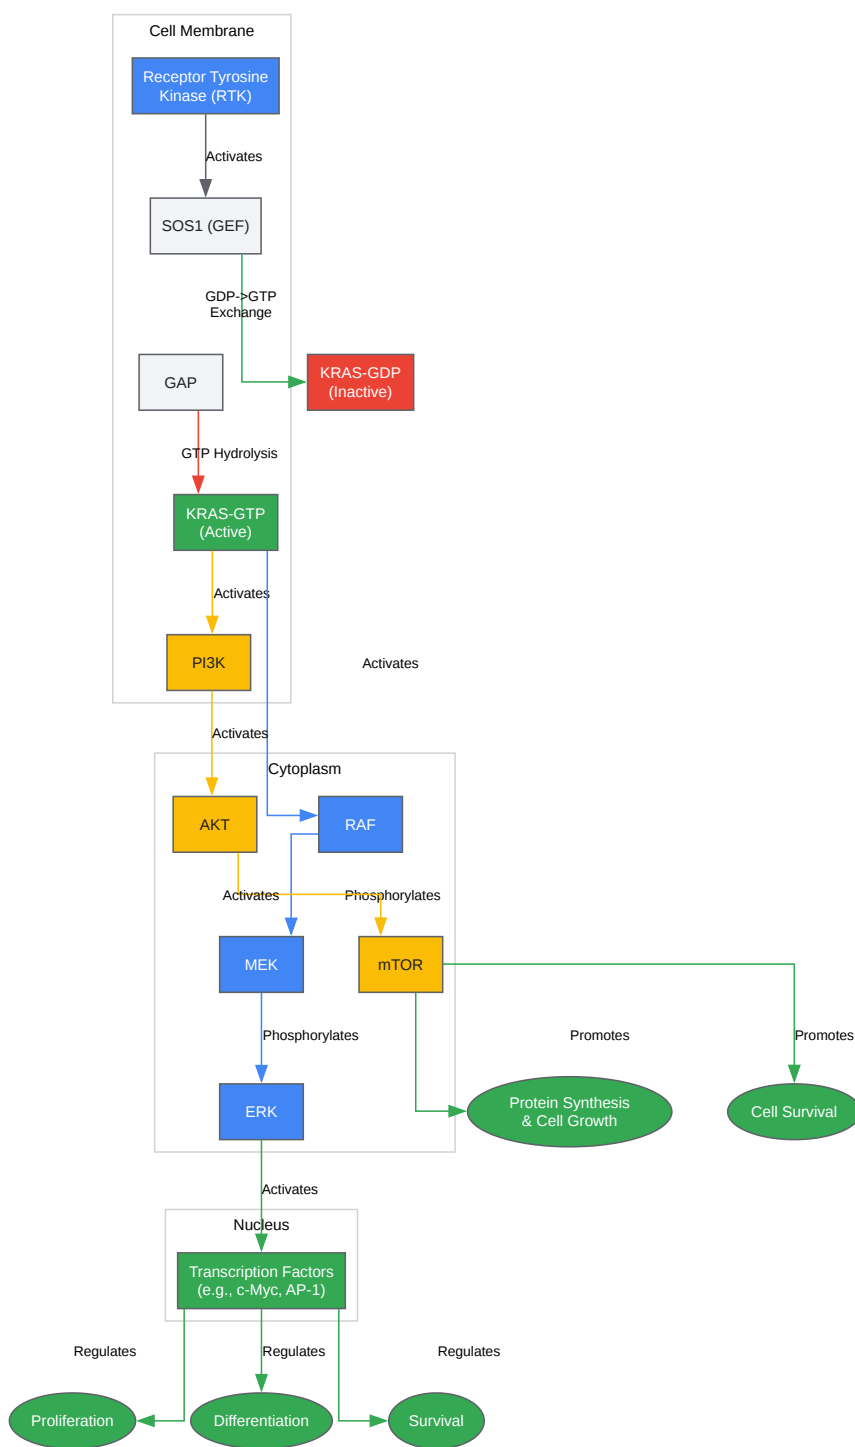 Cell Membrane
Receptor Tyrosine
Kinase (RTK)
Activates
SOS1 (GEF)
GDP->GTP
Exchange
GAP
KRAS-GDP
(Inactive)
GTP Hydrolysis
KRAS-GTP
(Active)
Activates
PI3K
Activates
Activates
Cytoplasm
AKT
RAF
Activates
Phosphorylates
MEK
mTOR
Phosphorylates
Promotes
Promotes
ERK
Protein Synthesis
& Cell Growth
Cell Survival
Activates
Nucleus
Transcription Factors
(e.g., c-Myc, AP-1)
Regulates
Regulates
Regulates
Proliferation
Differentiation
Survival